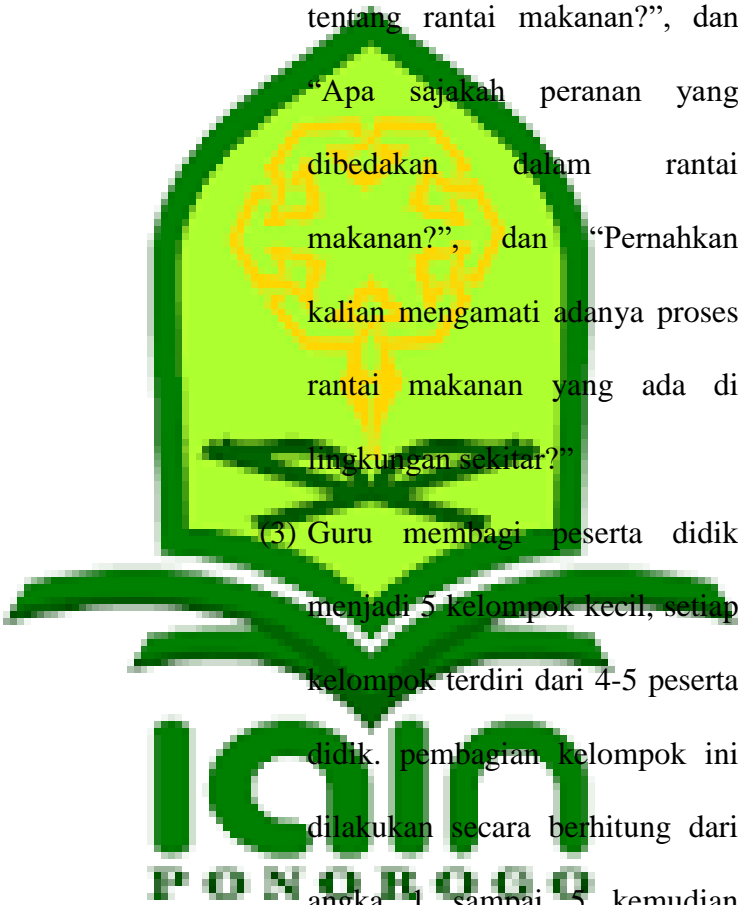 tentang rantai makanan?”, dan
“Apa sajakah peranan yang
dibedakan dalam rantai
makanan?”, dan “Pernahkan
kalian mengamati adanya proses
rantai makanan yang ada di
lingkungan sekitar?”
(3) Guru membagi peserta didik
menjadi 5 kelompok kecil, setiap
kelompok terdiri dari 4-5 peserta
didik. pembagian kelompok ini
dilakukan secara berhitung dari
angka 1 sampai 5 kemudian
iain
PONOROGO